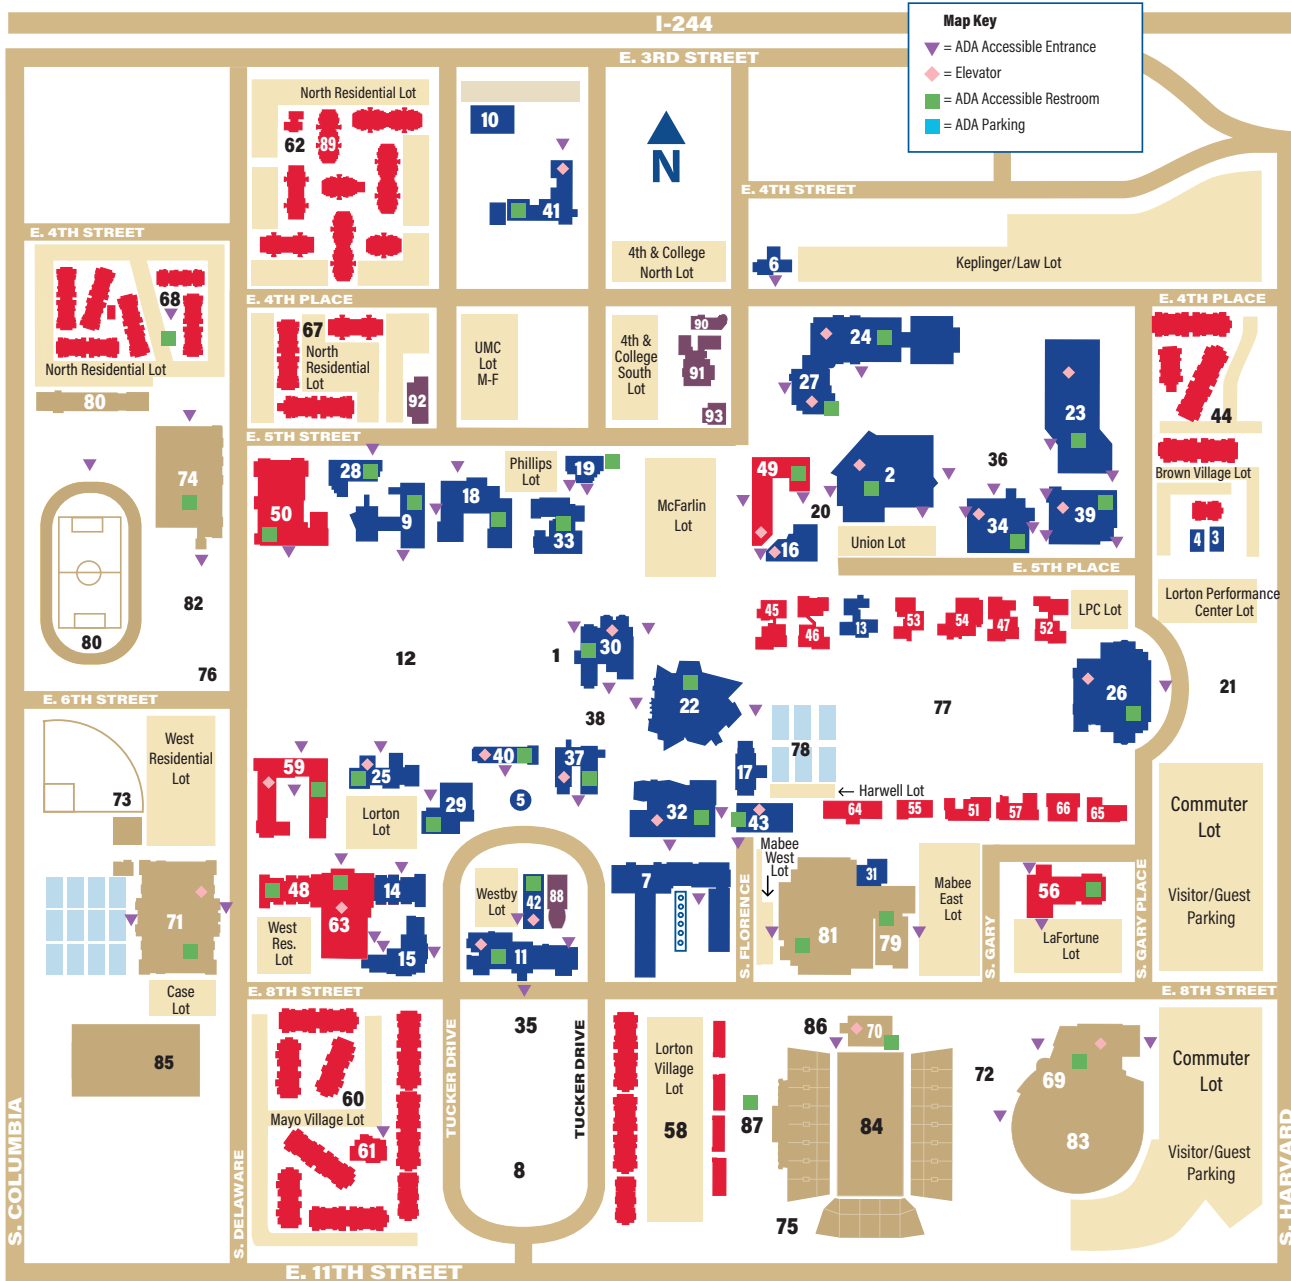 I-244
E. 3RD STREET
Map Key
= ADA Accessible Entrance
= Elevator
= ADA Accessible Restroom
= ADA Parking
North Residential Lot
62
89
10
41
N
E. 4TH STREET
E. 4TH STREET
4th & College
North Lot
6
Keplinger/Law Lot
68
North Residential Lot
E. 4TH PLACE
E. 4TH PLACE
67
North
Residential
Lot
92
UMC
Lot
M-F
4th &
College
South
Lot
90
91
93
24
27
23
44
Brown Village Lot
80
E. 5TH STREET
74
50
28
9
18
Phillips
Lot
19
33
McFarlin
Lot
49
20
16
2
Union Lot
36
34
39
4
3
E. 5TH PLACE
Lorton Performance
Center Lot
80
82
76
12
1
30
38
22
45
46
13
53
54
47
52
LPC Lot
77
26
21
E. 6TH STREET
West
Residential
Lot
73
59
25
Lorton
Lot
29
40
5
37
32
17
78
43
Harwell Lot
64
55
51
57
66
65
Commuter
Lot
Visitor/Guest
Parking
71
Case
Lot
48
63
14
West
Res.
Lot
15
Westby
Lot
42
88
11
7
S. FLORENCE
Mabee
West
Lot
31
81
79
Mabee
East
Lot
S. GARY
56
LaFortune
Lot
S. GARY PLACE
E. 8TH STREET
E. 8TH STREET
85
60
Mayo Village Lot
61
TUCKER DRIVE
35
8
TUCKER DRIVE
Lorton
Village
Lot
58
87
86
70
84
75
72
69
83
Commuter
Lot
Visitor/Guest
Parking
S. COLUMBIA
S. DELAWARE
S. HARVARD
E. 11TH STREET